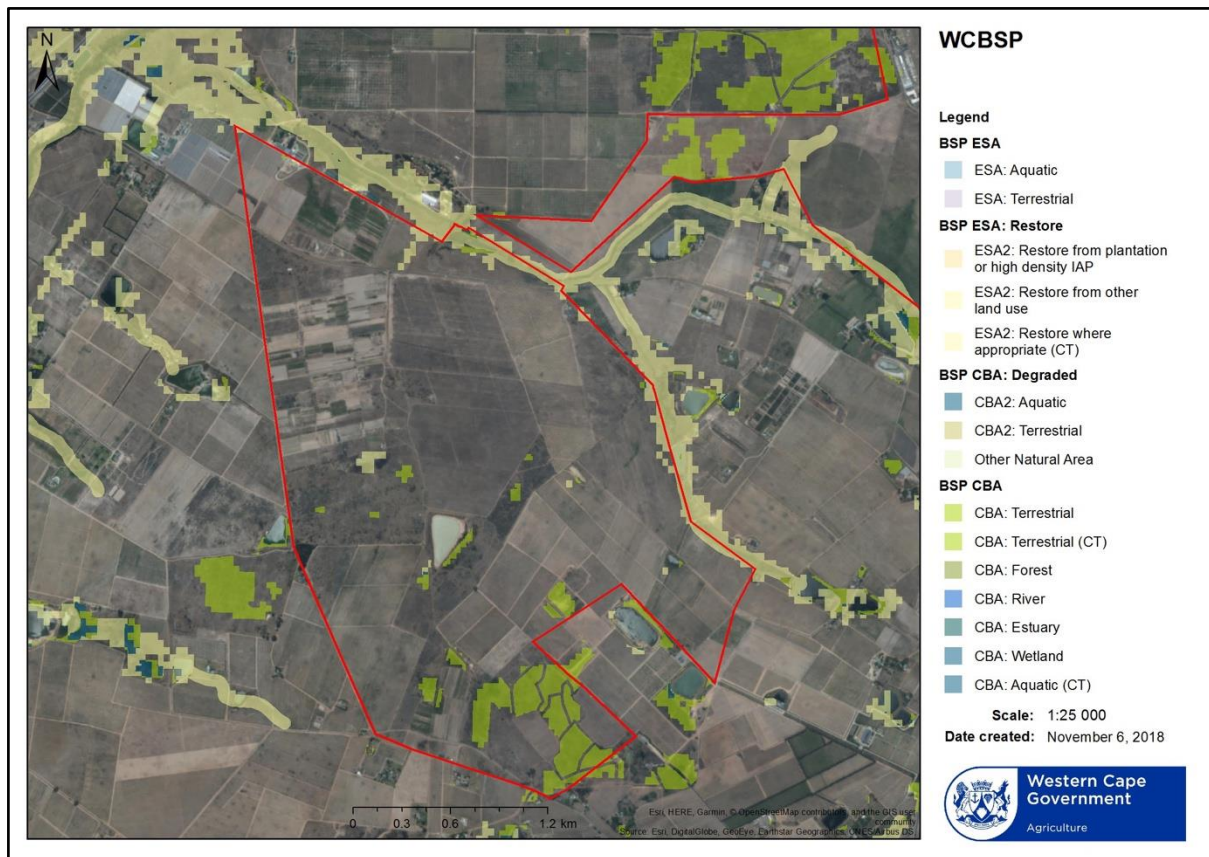 WCBSP
N
Legend
BSP ESA
ESA: Aquatic
ESA: Terrestrial
BSP ESA: Restore
ESA2: Restore from plantation
or high density IAP
ESA2: Restore from other
land use
ESA2: Restore where
appropriate (CT)
BSP CBA: Degraded
CBA2: Aquatic
CBA2: Terrestrial
Other Natural Area
BSP CBA
CBA: Terrestrial
CBA: Terrestrial (CT)
CBA: Forest
CBA: River
CBA: Estuary
CBA: Wetland
CBA: Aquatic (CT)
Scale: 1:25 000
Date created: November 6, 2018
Western Cape
Government
Agriculture
0 0.3 0.6 1.2 km
Esri, HERE, Garmin, © OpenStreetMap contributors, and the GIS user
community
Source: Esri, DigitalGlobe, GeoEye, Earthstar Geographics, CNES/Airbus DS,